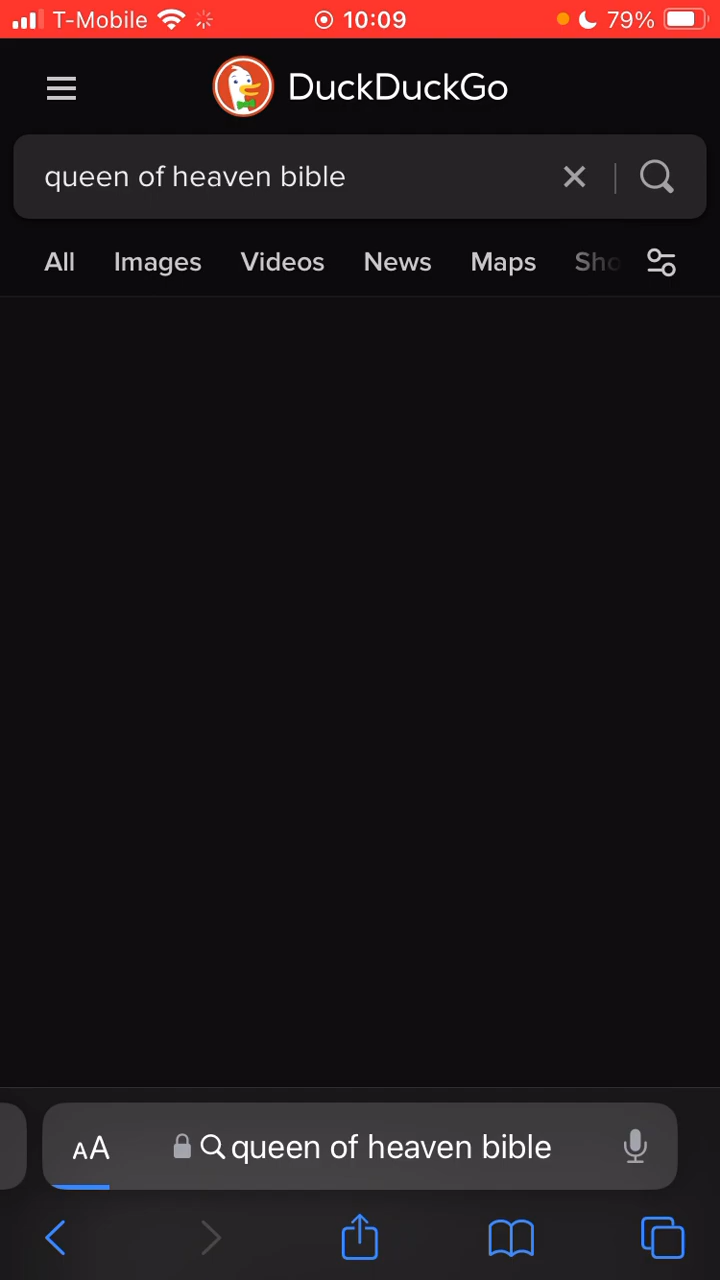 T-Mobile 10:09 79%
DuckDuckGo
queen of heaven bible
All Images Videos News Maps Sho
AA queen of heaven bible